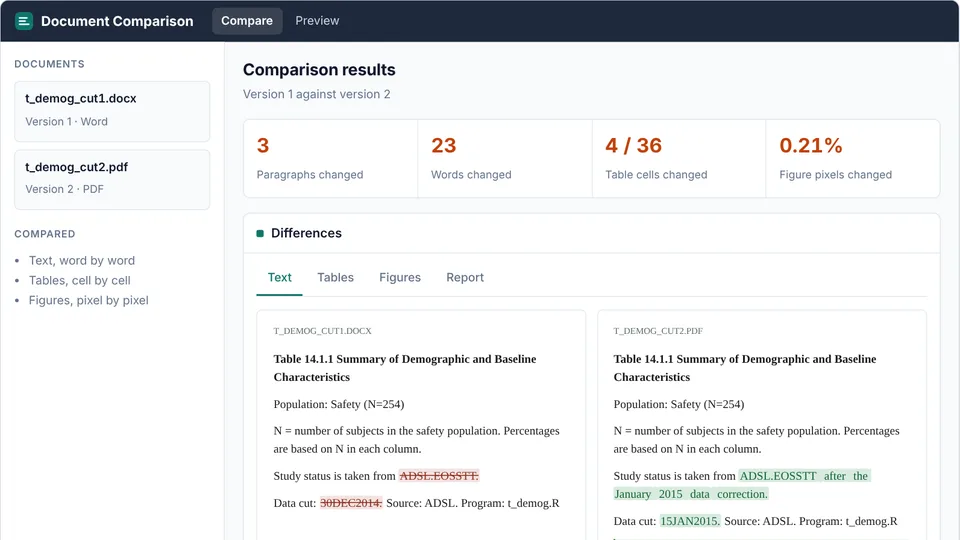 Document Comparison
Compare
Preview
DOCUMENTS
t_demog_cut1.docx
Version 1 · Word
t_demog_cut2.pdf
Version 2 · PDF
COMPARED
• Text, word by word
• Tables, cell by cell
• Figures, pixel by pixel
Comparison results
Version 1 against version 2
3
Paragraphs changed
23
Words changed
4 / 36
Table cells changed
0.21%
Figure pixels changed
Differences
Text
Tables
Figures
Report
T_DEMOG_CUT1.DOCX
Table 14.1.1 Summary of Demographic and Baseline
Characteristics
Population: Safety (N=254)
N = number of subjects in the safety population. Percentages
are based on N in each column.
Study status is taken from ADSL.EOSSTT.
Data cut: 30DEC2014. Source: ADSL. Program: t_demog.R
T_DEMOG_CUT2.PDF
Table 14.1.1 Summary of Demographic and Baseline
Characteristics
Population: Safety (N=254)
N = number of subjects in the safety population. Percentages
are based on N in each column.
Study status is taken from ADSL.EOSSTT after the
January 2015 data correction.
Data cut: 15JAN2015. Source: ADSL. Program: t_demog.R